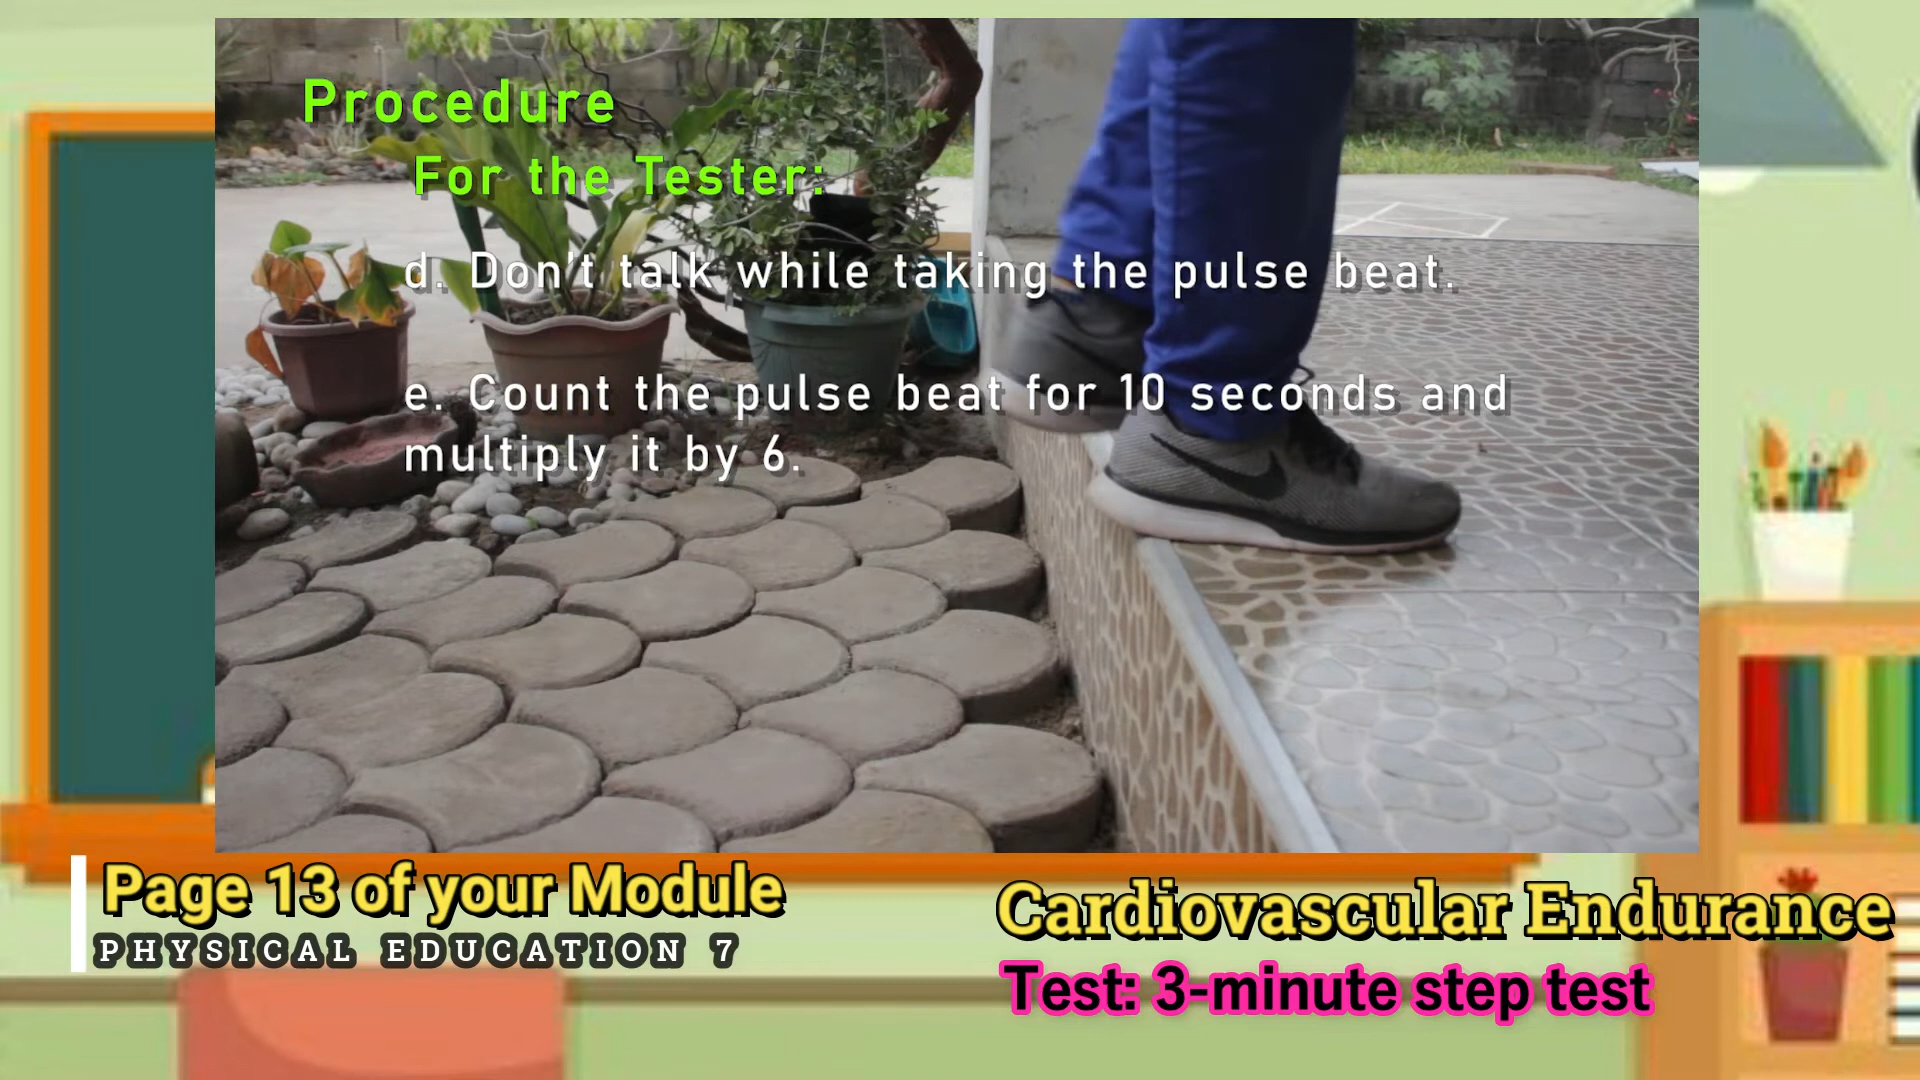 Procedure
For the Tester:
d. Don't talk while taking the pulse beat.
e. Count the pulse beat for 10 seconds and
multiply it by 6.
Page 13 of your Module
PHYSICAL EDUCATION 7
Cardiovascular Endurance
Test: 3-minute step test